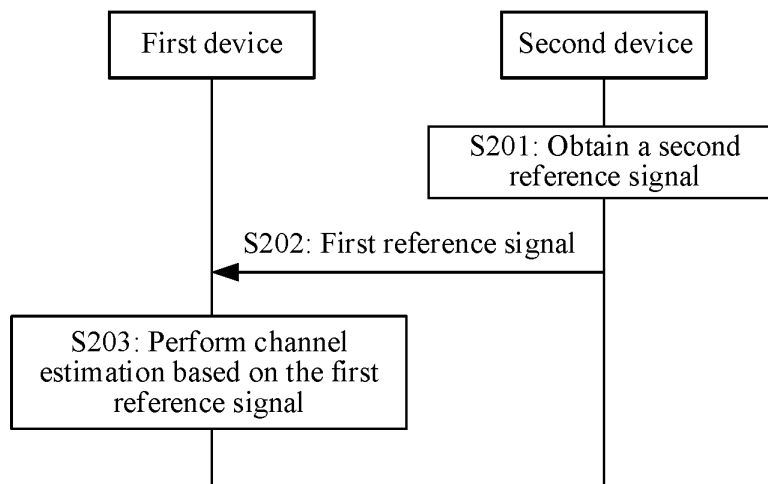 First device
Second device
S201: Obtain a second
reference signal
S202: First reference signal
S203: Perform channel
estimation based on the first
reference signal